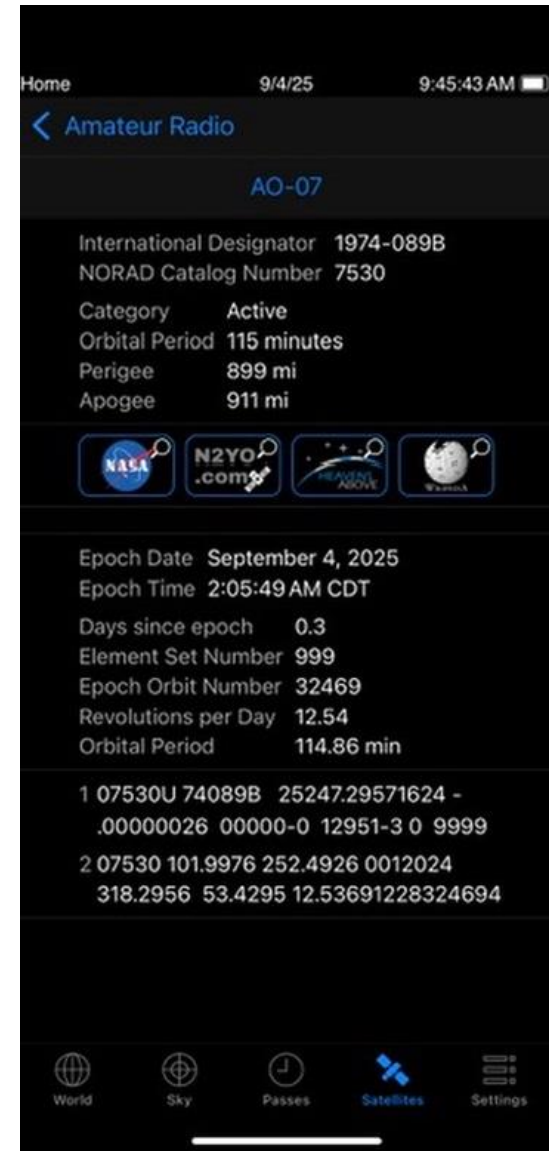 Home 9/4/25 9:45:43 AM
Amateur Radio
AO-07
International Designator 1974-089B
NORAD Catalog Number 7530
Category Active
Orbital Period 115 minutes
Perigee 899 mi
Apogee 911 mi
NASA N2YO.com HEAVENS ABOVE WIKIPEDIA
Epoch Date September 4, 2025
Epoch Time 2:05:49 AM CDT
Days since epoch 0.3
Element Set Number 999
Epoch Orbit Number 32469
Revolutions per Day 12.54
Orbital Period 114.86 min
1 07530U 74089B 25247.29571624 -
.00000026 00000-0 12951-3 0 9999
2 07530 101.9976 252.4926 0012024
318.2956 53.4295 12.53691228324694
World Sky Passes Satellites Settings